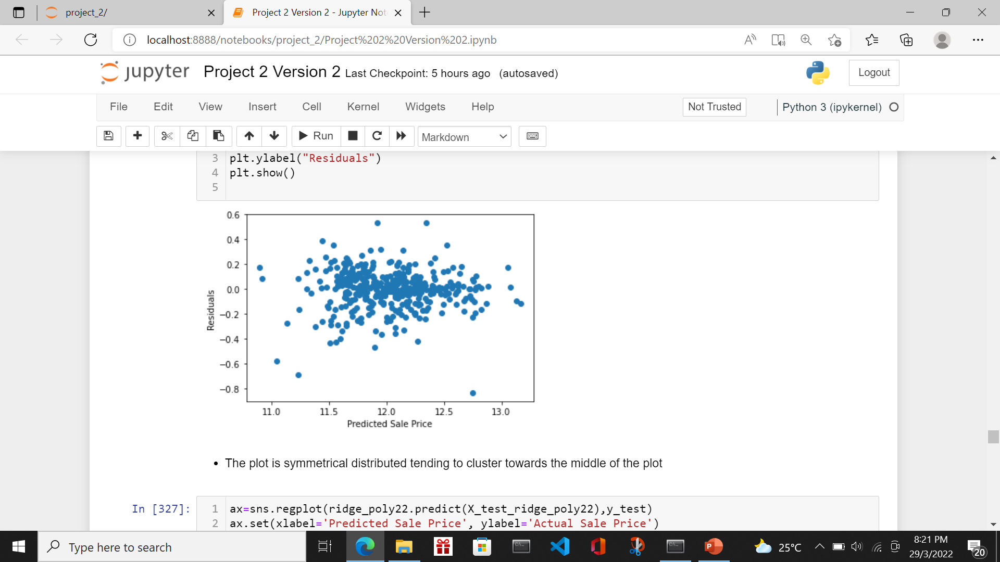 project_2/
Project 2 Version 2 - Jupyter Not
localhost:8888/notebooks/project_2/Project%202%20Version%202.ipynb
jupyter Project 2 Version 2 Last Checkpoint: 5 hours ago (autosaved)
Logout
File Edit View Insert Cell Kernel Widgets Help
Not Trusted
Python 3 (ipykernel)
Run
Markdown
3 plt.ylabel("Residuals")
4 plt.show()
5
0.6
0.4
0.2
0.0
−0.2
−0.4
−0.6
−0.8
Residuals
11.0 11.5 12.0 12.5 13.0
Predicted Sale Price
• The plot is symmetrical distributed tending to cluster towards the middle of the plot
In [327]:
1 ax=sns.regplot(ridge_poly22.predict(X_test_ridge_poly22),y_test)
2 ax.set(xlabel='Predicted Sale Price', ylabel='Actual Sale Price')
Type here to search
25°C
8:21 PM
29/3/2022
20